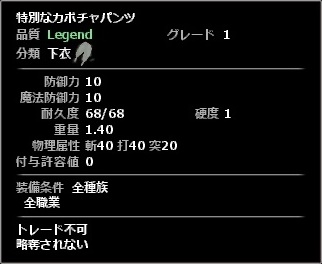 特別なカボチャパンツ
品質 Legend グレード 1
分類 下衣
防御力 10
魔法防御力 10
耐久度 68/68 硬度 1
重量 1.40
物理属性 斬40 打40 突20
付与許容値 0
装備条件 全種族
全職業
トレード不可
略奪されない